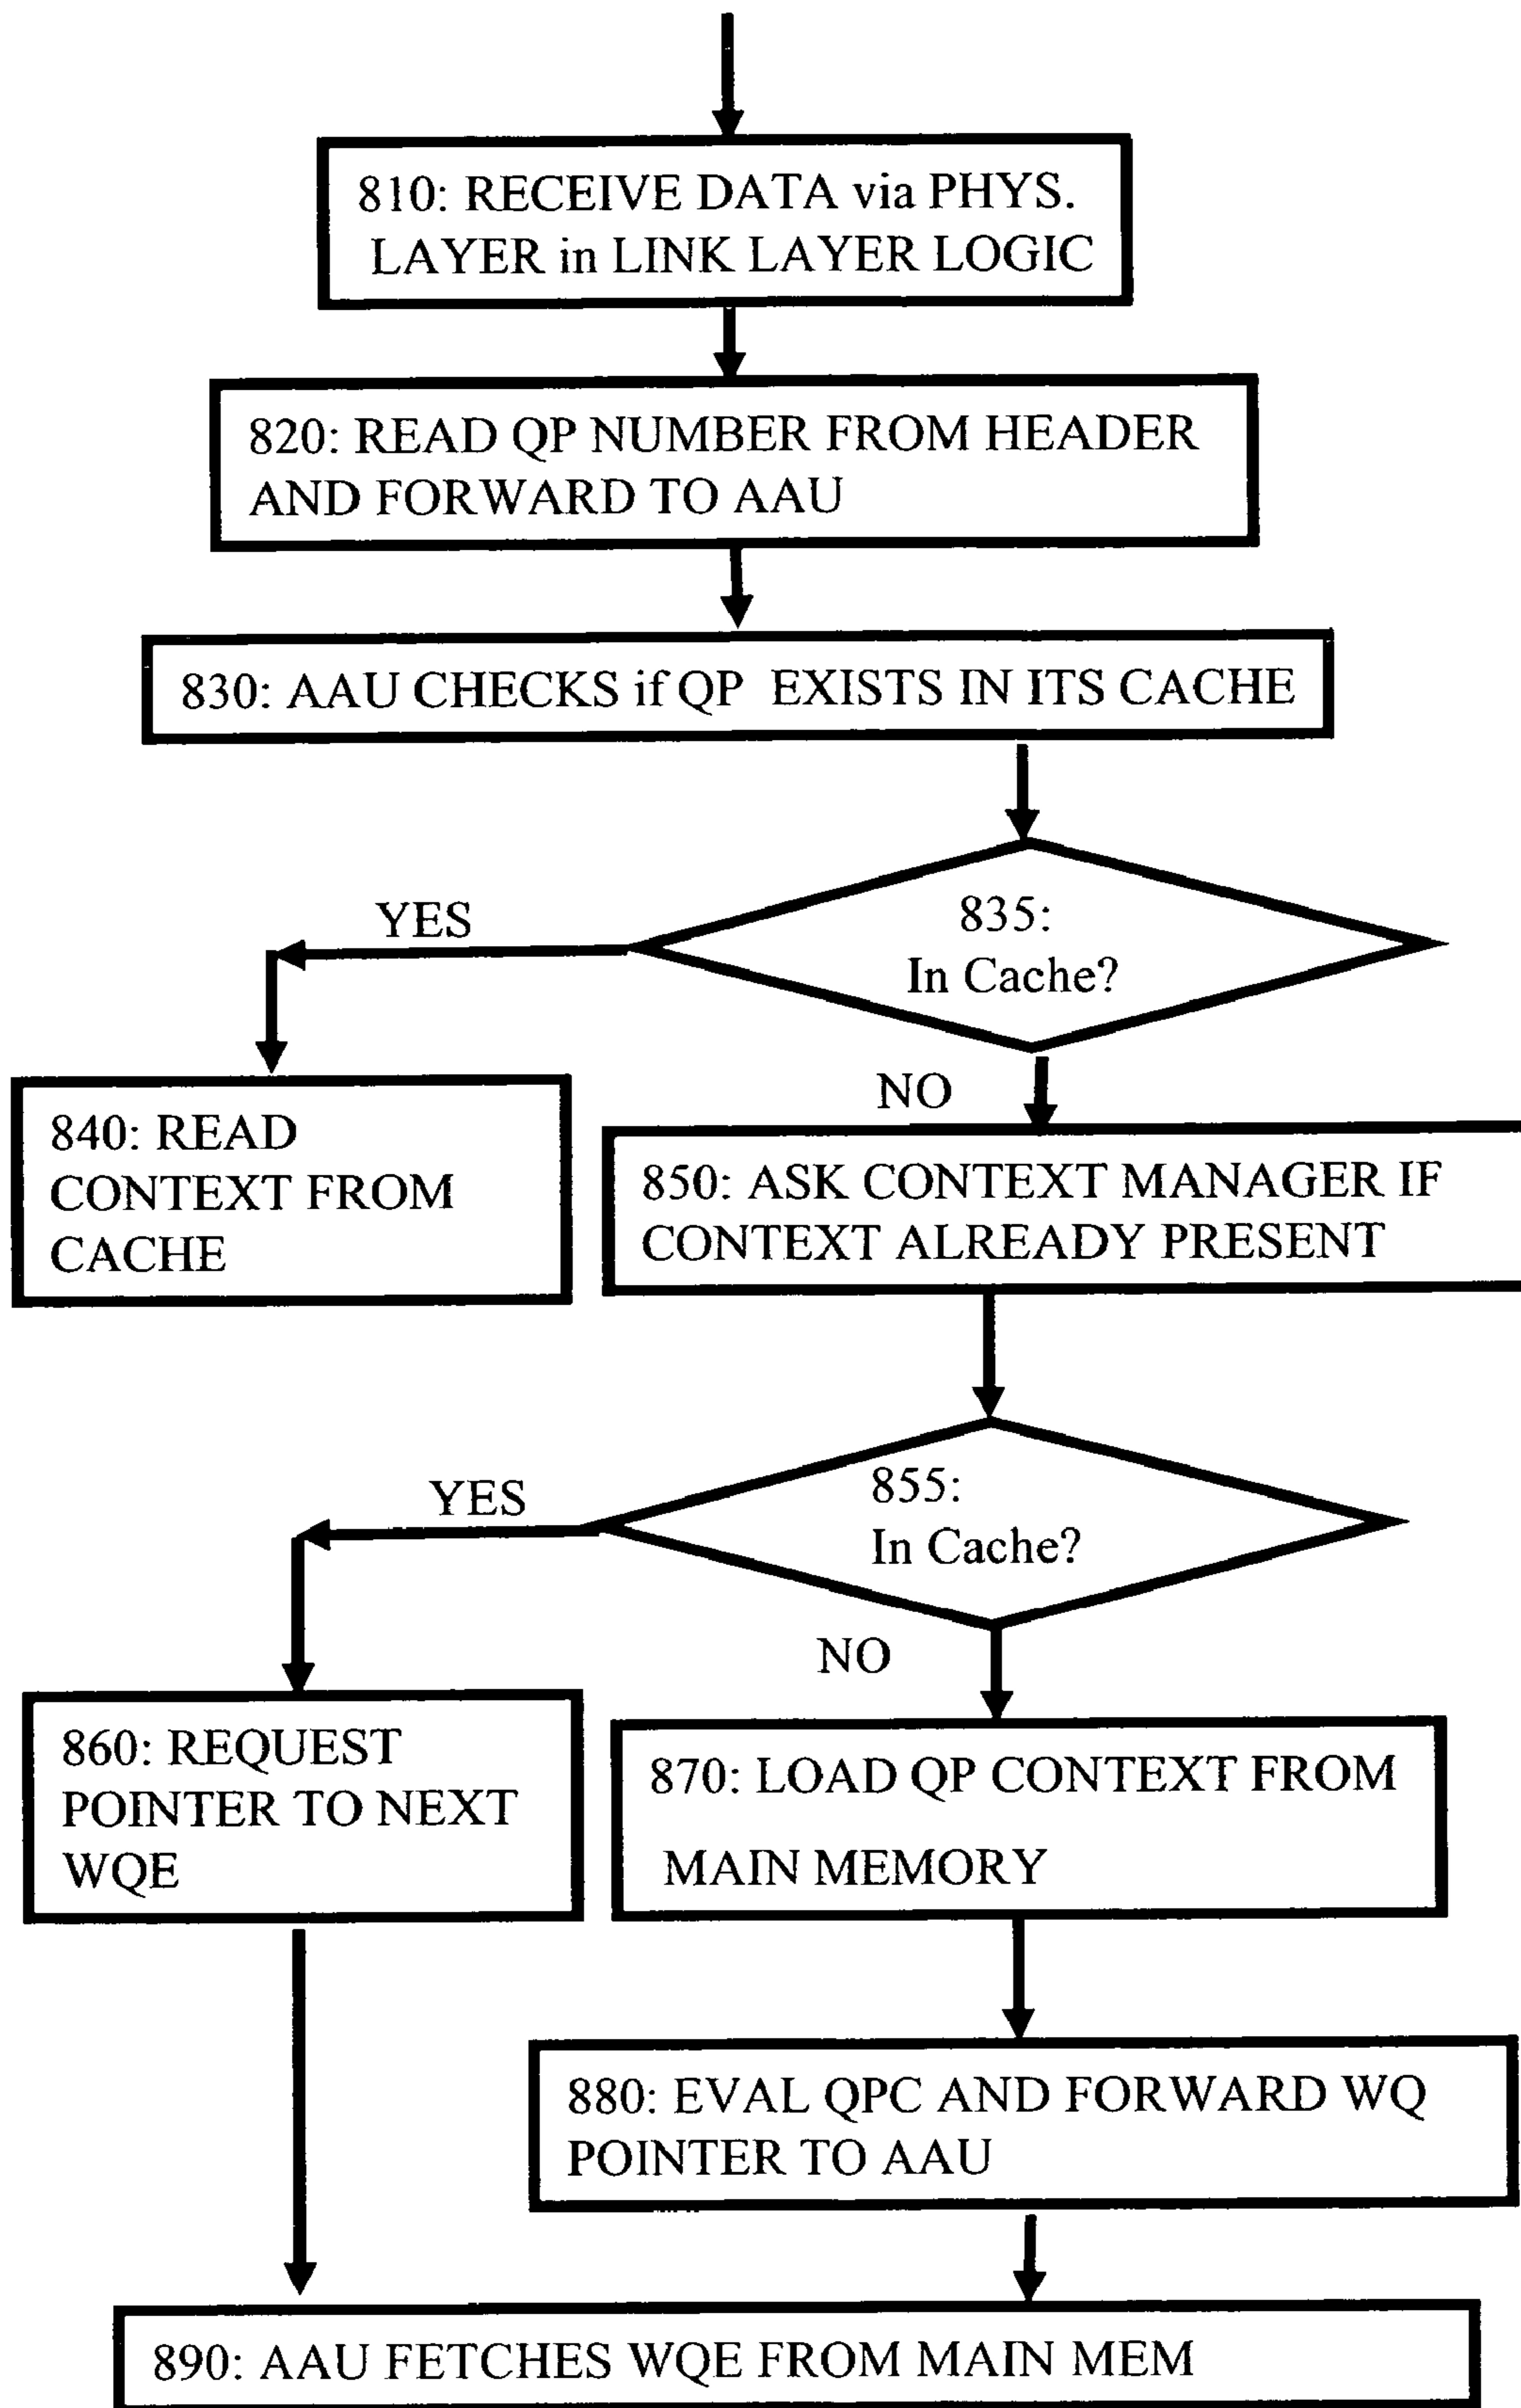 810: RECEIVE DATA via PHYS.
LAYER in LINK LAYER LOGIC
820: READ QP NUMBER FROM HEADER
AND FORWARD TO AAU
830: AAU CHECKS if QP EXISTS IN ITS CACHE
835:
In Cache?
YES
NO
840: READ
CONTEXT FROM
CACHE
850: ASK CONTEXT MANAGER IF
CONTEXT ALREADY PRESENT
855:
In Cache?
YES
NO
860: REQUEST
POINTER TO NEXT
WQE
870: LOAD QP CONTEXT FROM
MAIN MEMORY
880: EVAL QPC AND FORWARD WQ
POINTER TO AAU
890: AAU FETCHES WQE FROM MAIN MEM